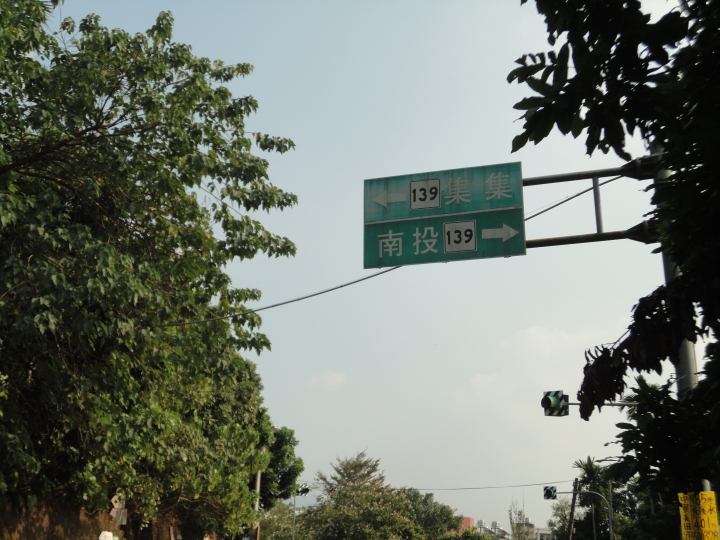 ← 139 集集
南投 139 →